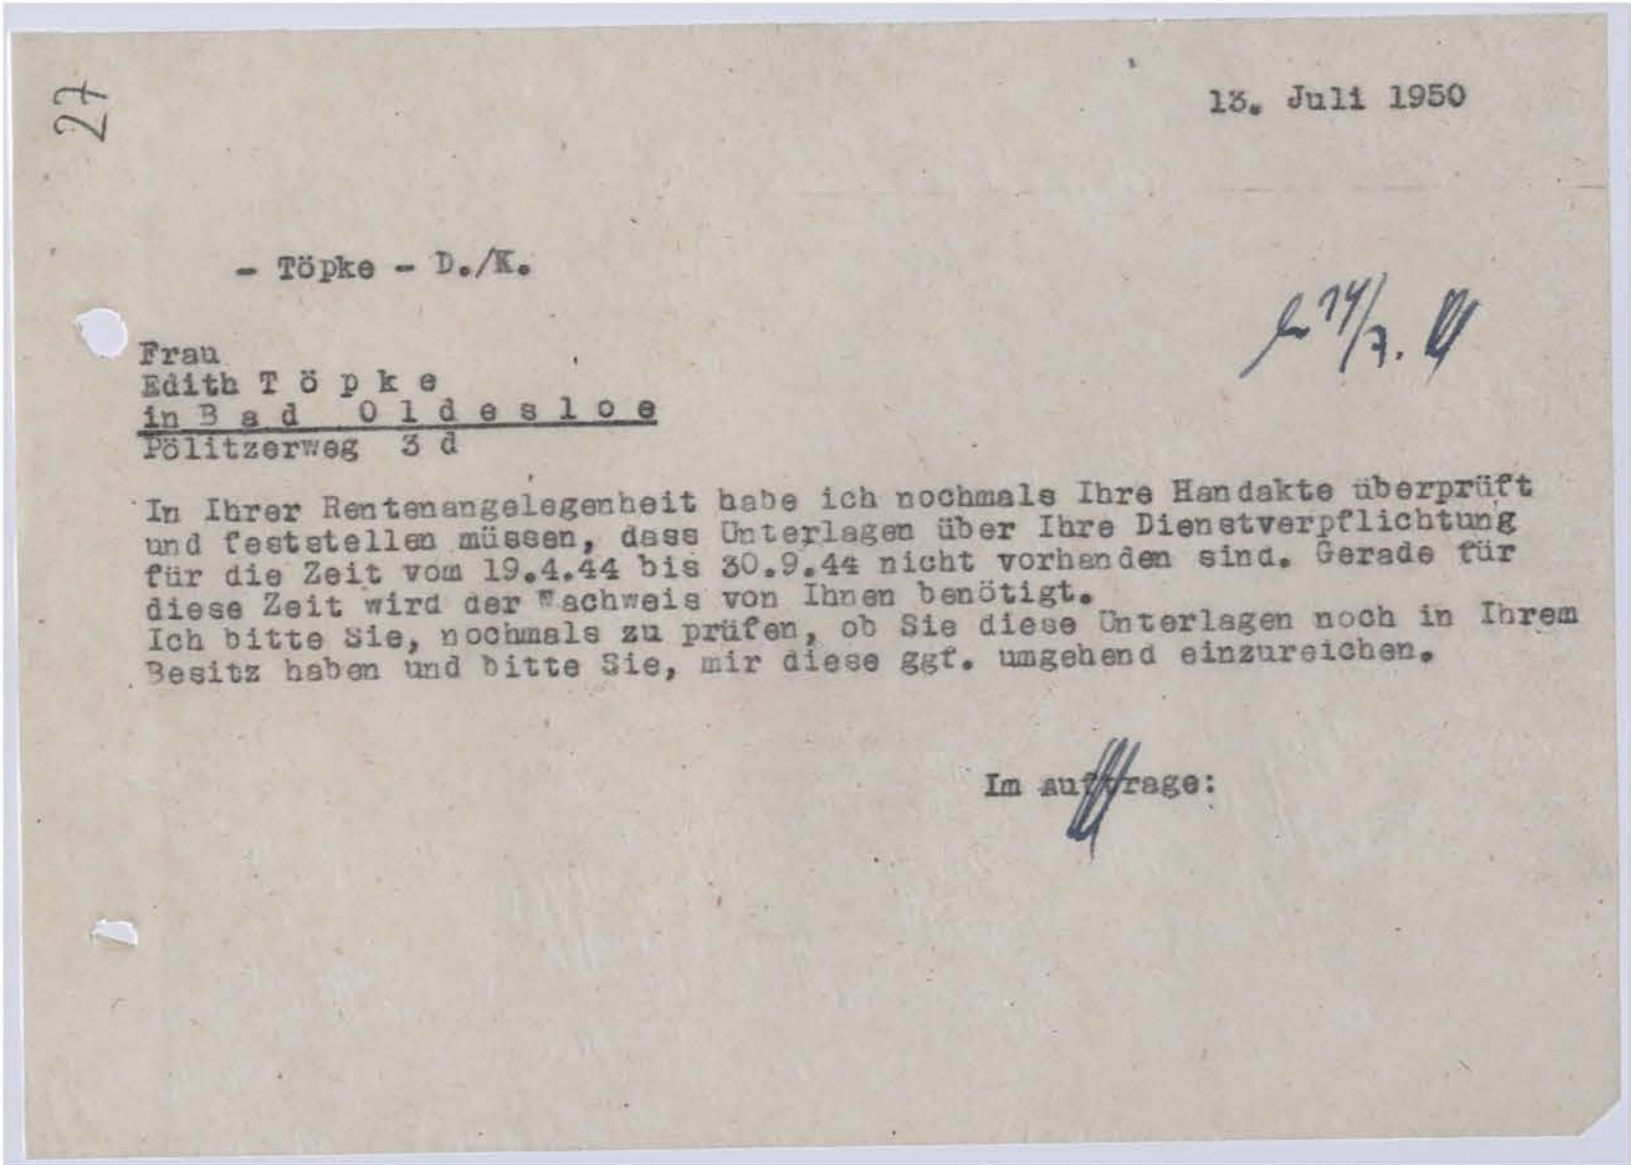 27
13. Juli 1950
- Töpke - D./K.
14/7.
Frau
Edith T ö p k e
in B a d O l d e s l o e
Pölitzerweg 3 d
In Ihrer Rentenangelegenheit habe ich nochmals Ihre Handakte überprüft
und feststellen müssen, dass Unterlagen über Ihre Dienstverpflichtung
für die Zeit vom 19.4.44 bis 30.9.44 nicht vorhanden sind. Gerade für
diese Zeit wird der Nachweis von Ihnen benötigt.
Ich bitte Sie, nochmals zu prüfen, ob Sie diese Unterlagen noch in Ihrem
Besitz haben und bitte Sie, mir diese ggf. umgehend einzureichen.
Im auftrage: